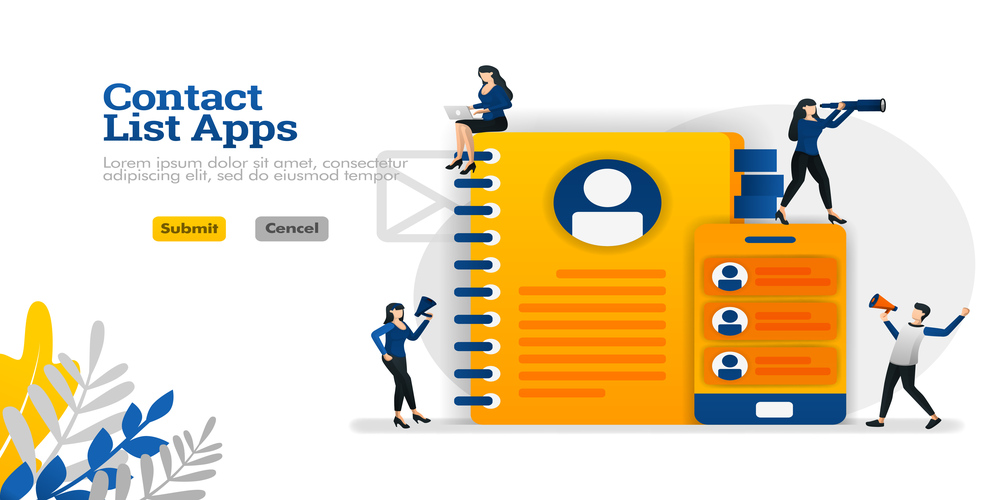 Contact
List Apps
Lorem ipsum dolor sit amet, consectetur
adipiscing elit, sed do eiusmod tempor
Submit
Cencel